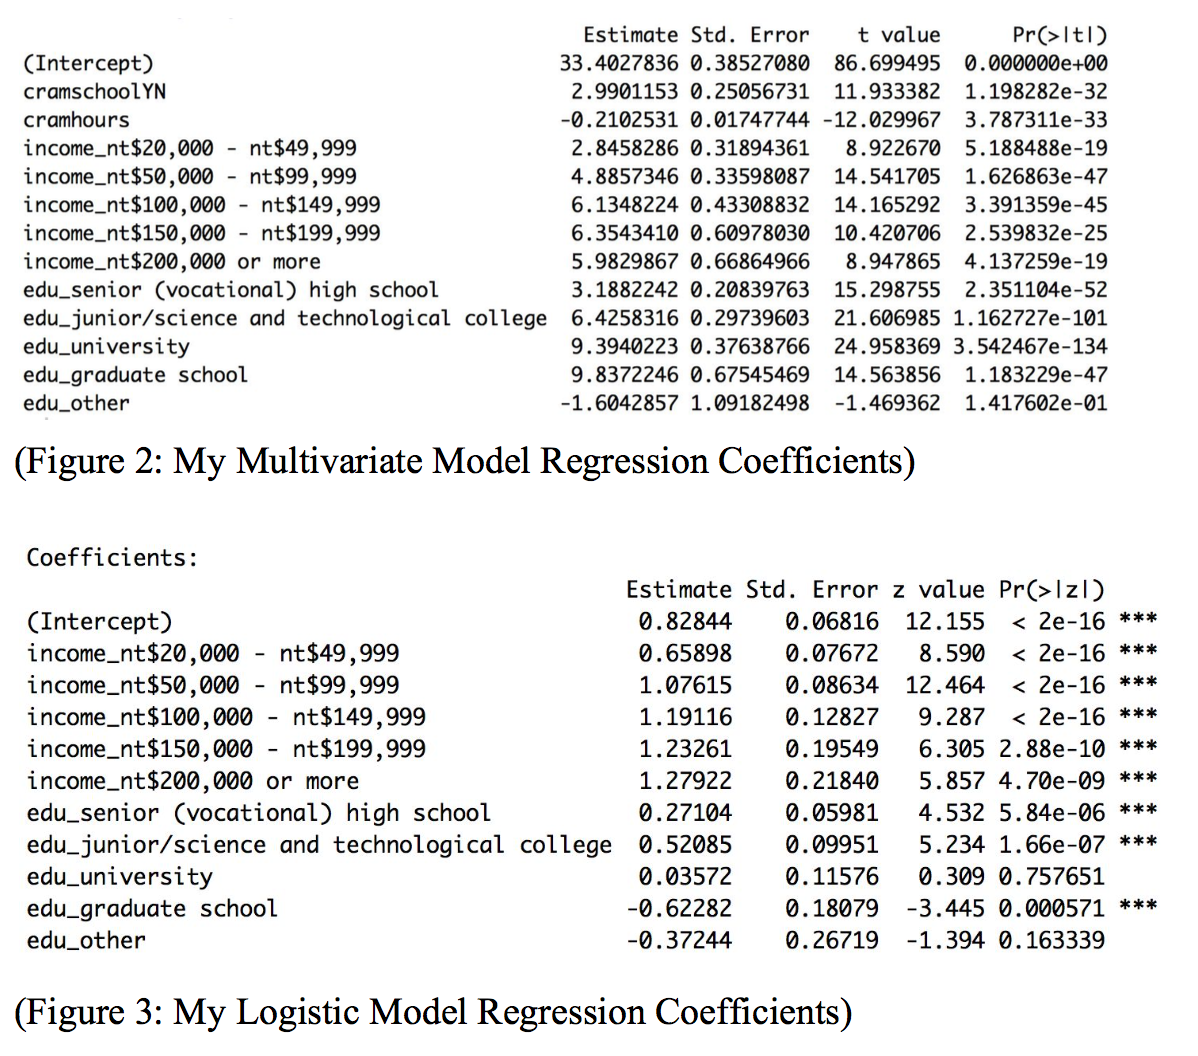 Estimate Std. Error t value Pr(>|t|)
(Intercept) 33.4027836 0.38527080 86.699495 0.000000e+00
cramschoolYN 2.9901153 0.25056731 11.933382 1.198282e-32
cramhours -0.2102531 0.01747744 -12.029967 3.787311e-33
income_nt$20,000 - nt$49,999 2.8458286 0.31894361 8.922670 5.188488e-19
income_nt$50,000 - nt$99,999 4.8857346 0.33598087 14.541705 1.626863e-47
income_nt$100,000 - nt$149,999 6.1348224 0.43308832 14.165292 3.391359e-45
income_nt$150,000 - nt$199,999 6.3543410 0.60978030 10.420706 2.539832e-25
income_nt$200,000 or more 5.9829867 0.66864966 8.947865 4.137259e-19
edu_senior (vocational) high school 3.1882242 0.20839763 15.298755 2.351104e-52
edu_junior/science and technological college 6.4258316 0.29739603 21.606985 1.162727e-101
edu_university 9.3940223 0.37638766 24.958369 3.542467e-134
edu_graduate school 9.8372246 0.67545469 14.563856 1.183229e-47
edu_other -1.6042857 1.09182498 -1.469362 1.417602e-01
(Figure 2: My Multivariate Model Regression Coefficients)
Coefficients:
Estimate Std. Error z value Pr(>|z|)
(Intercept) 0.82844 0.06816 12.155 < 2e-16 ***
income_nt$20,000 - nt$49,999 0.65898 0.07672 8.590 < 2e-16 ***
income_nt$50,000 - nt$99,999 1.07615 0.08634 12.464 < 2e-16 ***
income_nt$100,000 - nt$149,999 1.19116 0.12827 9.287 < 2e-16 ***
income_nt$150,000 - nt$199,999 1.23261 0.19549 6.305 2.88e-10 ***
income_nt$200,000 or more 1.27922 0.21840 5.857 4.70e-09 ***
edu_senior (vocational) high school 0.27104 0.05981 4.532 5.84e-06 ***
edu_junior/science and technological college 0.52085 0.09951 5.234 1.66e-07 ***
edu_university 0.03572 0.11576 0.309 0.757651
edu_graduate school -0.62282 0.18079 -3.445 0.000571 ***
edu_other -0.37244 0.26719 -1.394 0.163339
(Figure 3: My Logistic Model Regression Coefficients)